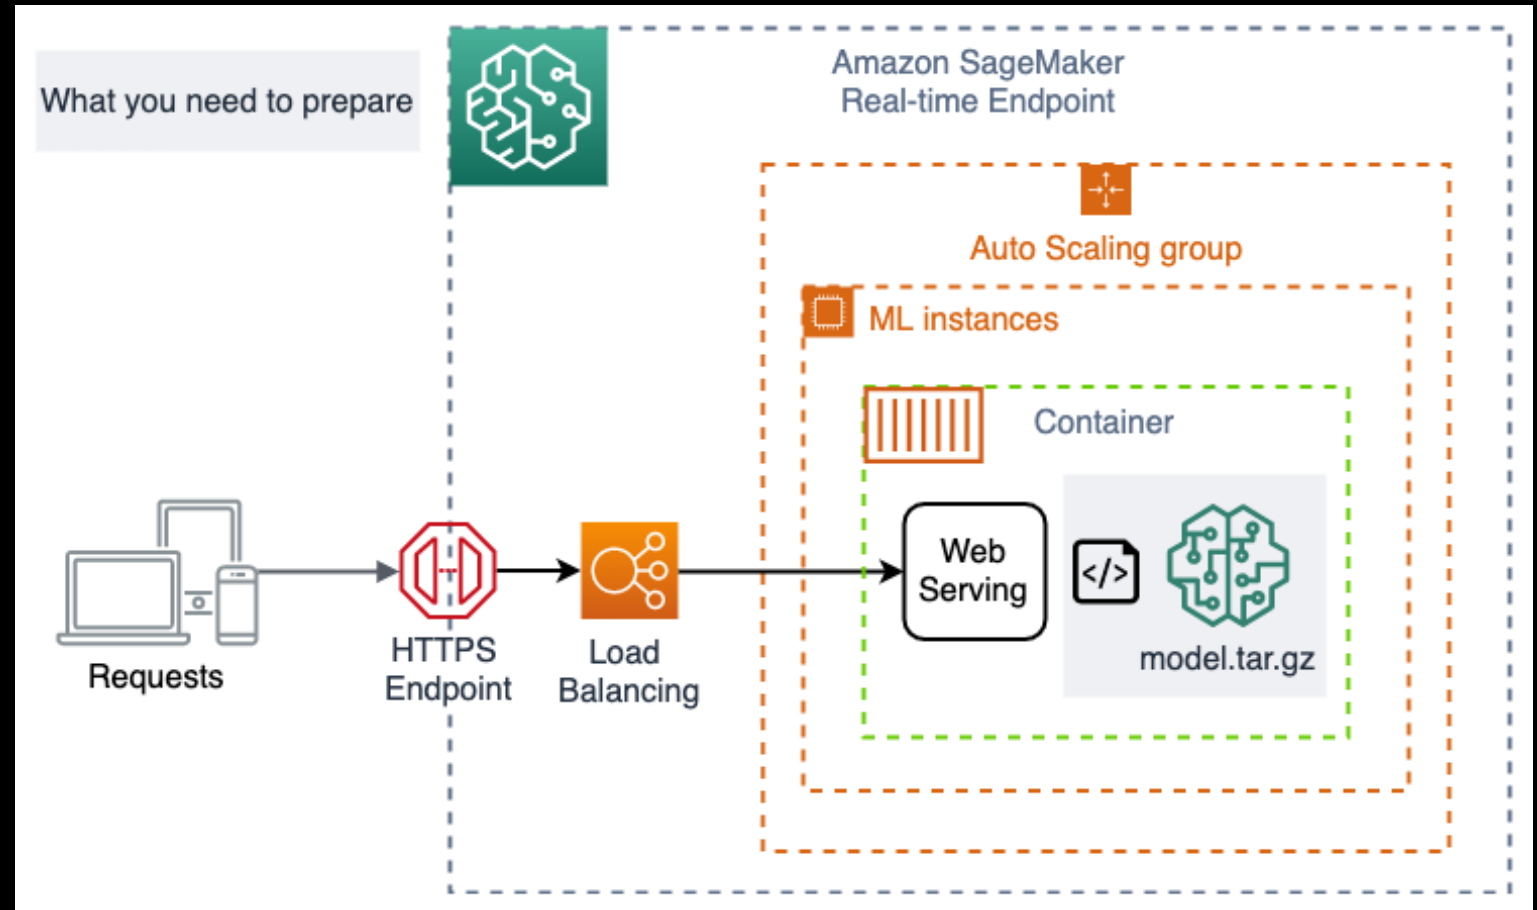 What you need to prepare
Amazon SageMaker
Real-time Endpoint
Auto Scaling group
ML instances
Container
Web
Serving
</>
model.tar.gz
HTTPS
Endpoint
Load
Balancing
Requests